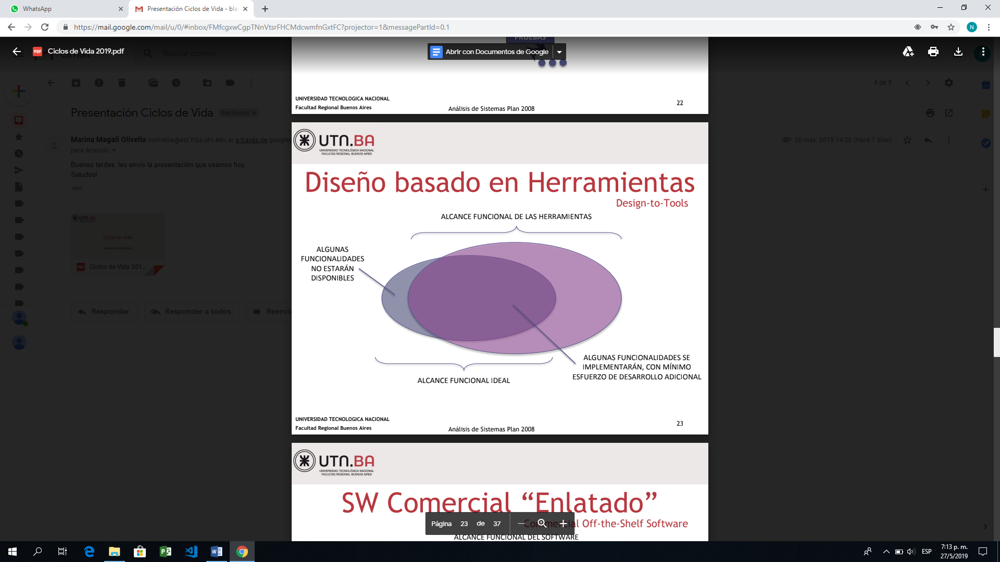 WhatsApp
Presentación Ciclos de Vida - bla
https://mail.google.com/mail/u/0/#inbox/FMfcgxwCgpTNnVtsrFHCMdcwmfnGxtFC?projector=1&messagePartId=0.1
N
PDF Ciclos de Vida 2019.pdf
Buscar correo
Abrir con Documentos de Google
PRUEBAS
4 de 9
Presentación Ciclos de Vida
Recibidos
Marina Magali Olivella molivella@est.frba.utn.edu.ar a través de
20 may. 2019 14:20 (hace 7 días)
para Analisis
Buenas tardes, les envío la presentación que usamos hoy.
Saludos!
UTN.BA
Ciclos de Vida
Análisis de Sistemas
PDF Ciclos de Vida 201...
Responder
Responder a todos
UNIVERSIDAD TECNOLOGICA NACIONAL
Facultad Regional Buenos Aires
Análisis de Sistemas Plan 2008
22
UTN.BA
UNIVERSIDAD TECNOLÓGICA NACIONAL
FACULTAD REGIONAL BUENOS AIRES
Diseño basado en Herramientas
Design-to-Tools
ALCANCE FUNCIONAL DE LAS HERRAMIENTAS
ALGUNAS
FUNCIONALIDADES
NO ESTARÁN
DISPONIBLES
ALGUNAS FUNCIONALIDADES SE
IMPLEMENTARÁN, CON MÍNIMO
ESFUERZO DE DESARROLLO ADICIONAL
ALCANCE FUNCIONAL IDEAL
UNIVERSIDAD TECNOLOGICA NACIONAL
Facultad Regional Buenos Aires
Análisis de Sistemas Plan 2008
23
UTN.BA
UNIVERSIDAD TECNOLÓGICA NACIONAL
FACULTAD REGIONAL BUENOS AIRES
SW Comercial “Enlatado”
Commercial Off-the-Shelf Software
Página 23 de 37
ALCANCE FUNCIONAL DEL SOFTWARE
ESP
7:13 p. m.
27/5/2019